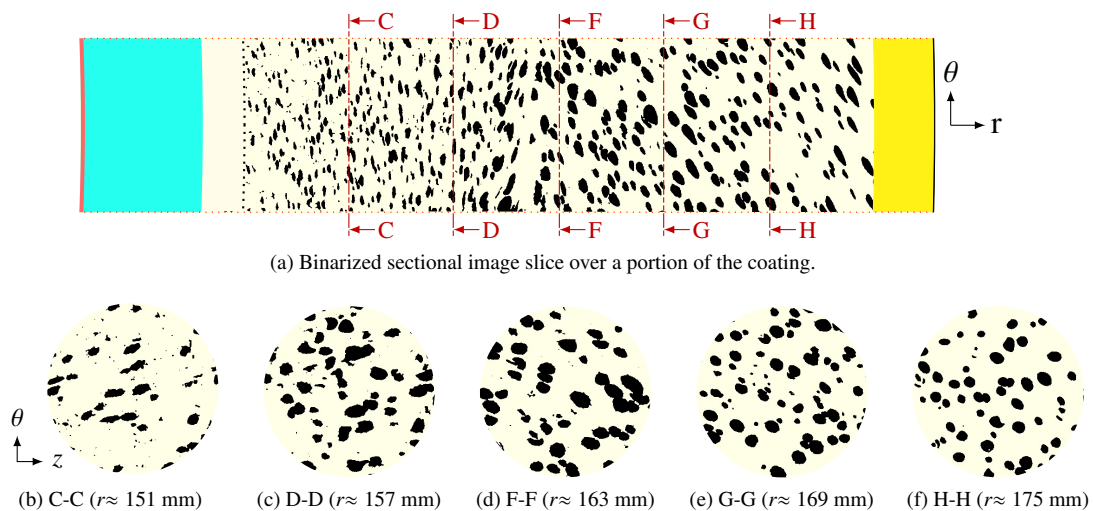 C D F G H
θ
r
C D F G H
(a) Binarized sectional image slice over a portion of the coating.
θ
z
(b) C-C (r≈ 151 mm) (c) D-D (r≈ 157 mm) (d) F-F (r≈ 163 mm) (e) G-G (r≈ 169 mm) (f) H-H (r≈ 175 mm)